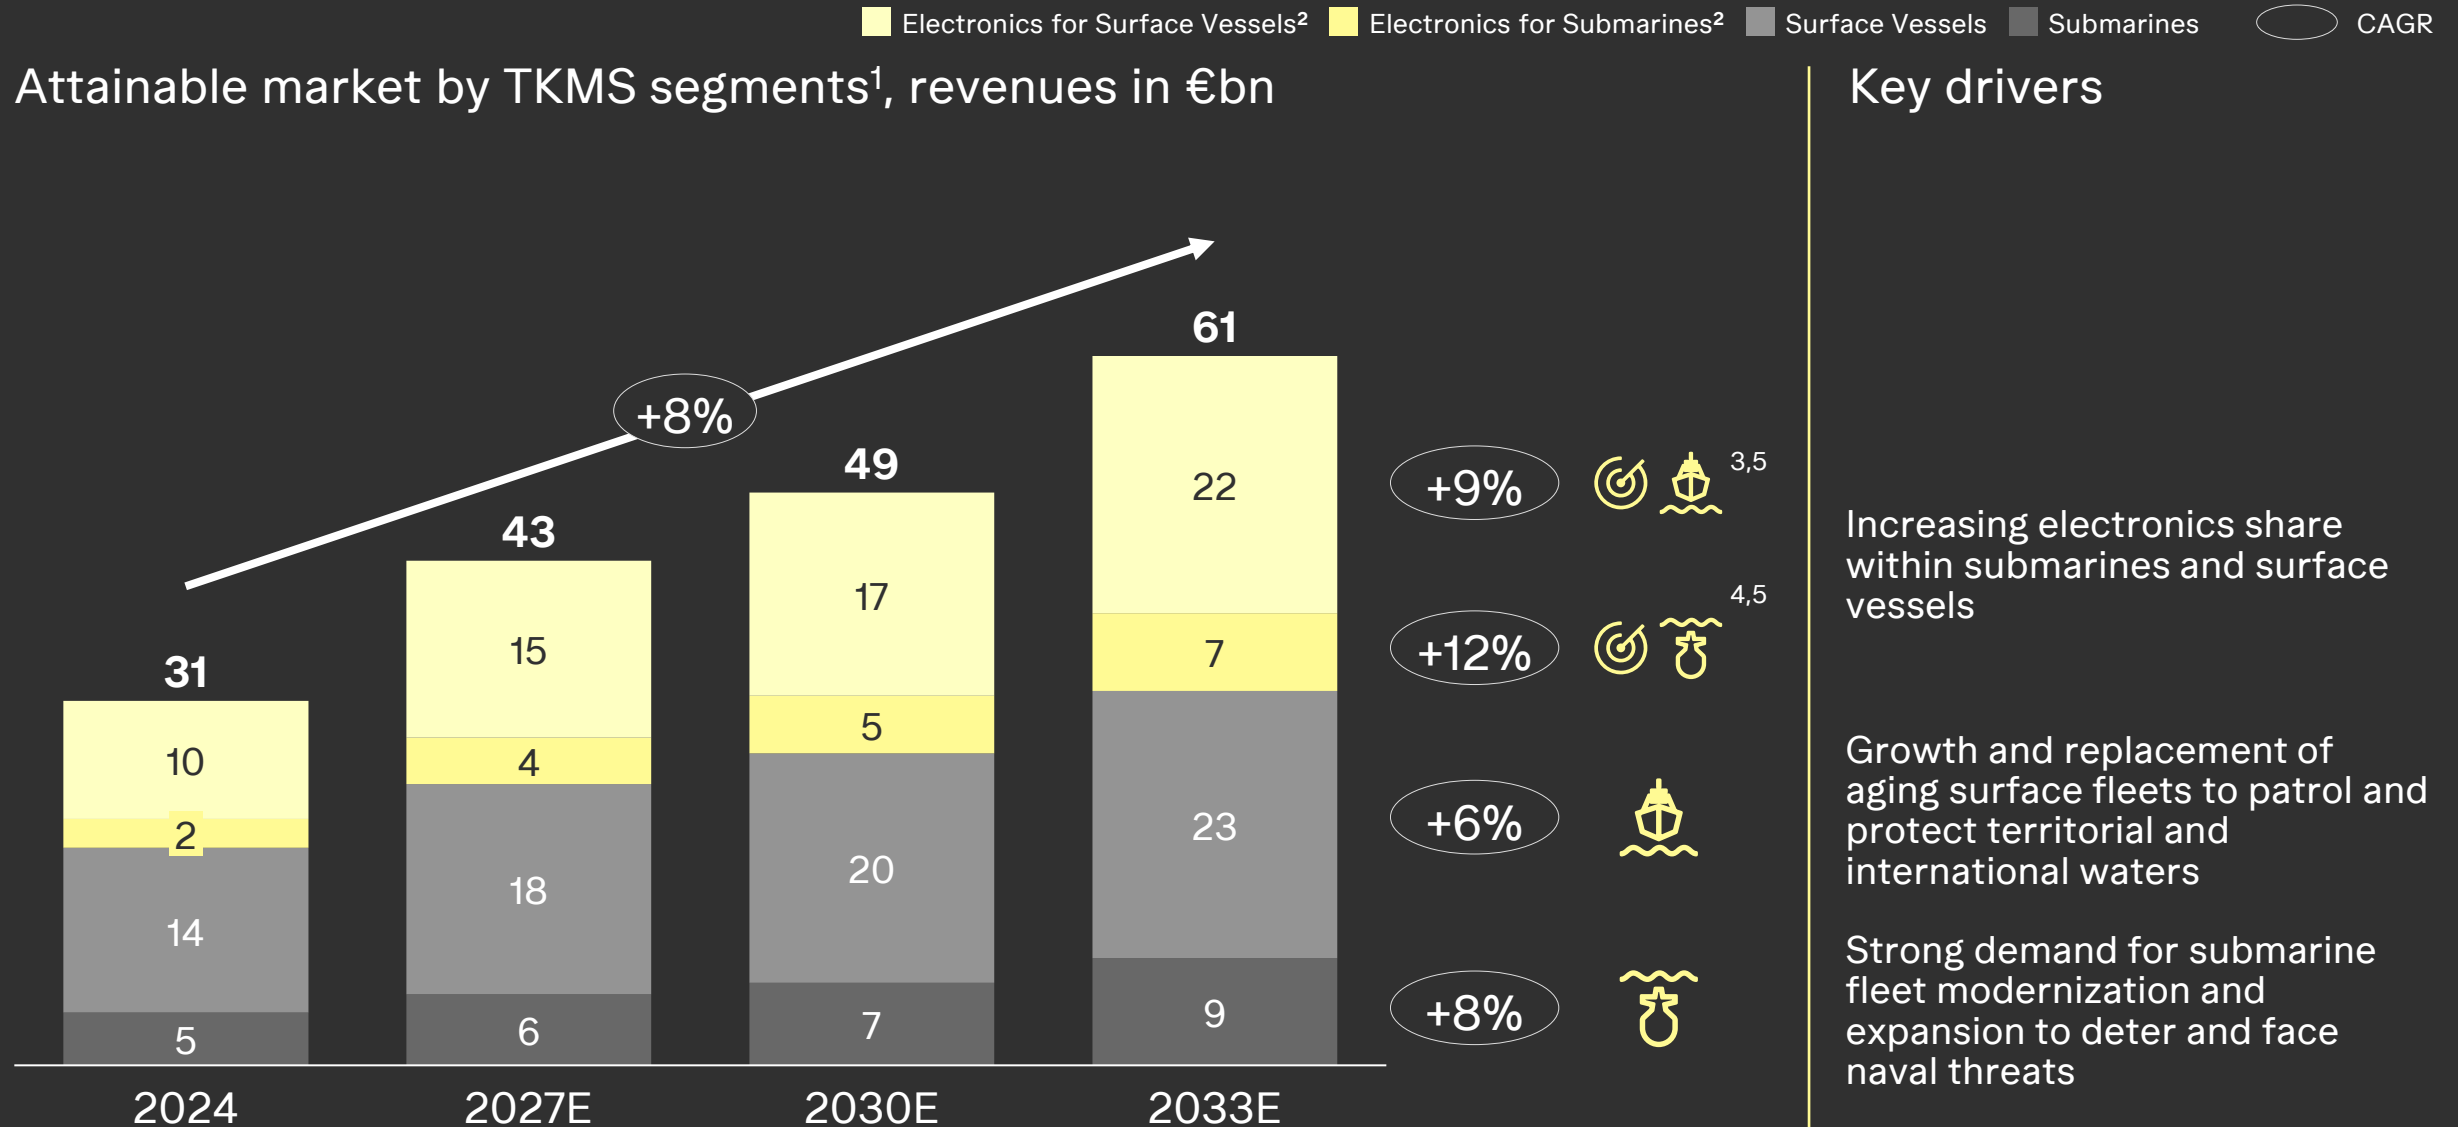 Electronics for Surface Vessels² Electronics for Submarines² Surface Vessels Submarines CAGR
Attainable market by TKMS segments¹, revenues in €bn
Key drivers
+8%
31
10
2
14
5
43
15
4
18
6
49
17
5
20
7
61
22
7
23
9
2024 2027E 2030E 2033E
+9%
3,5
+12%
4,5
+6%
+8%
Increasing electronics share
within submarines and surface
vessels
Growth and replacement of
aging surface fleets to patrol and
protect territorial and
international waters
Strong demand for submarine
fleet modernization and
expansion to deter and face
naval threats